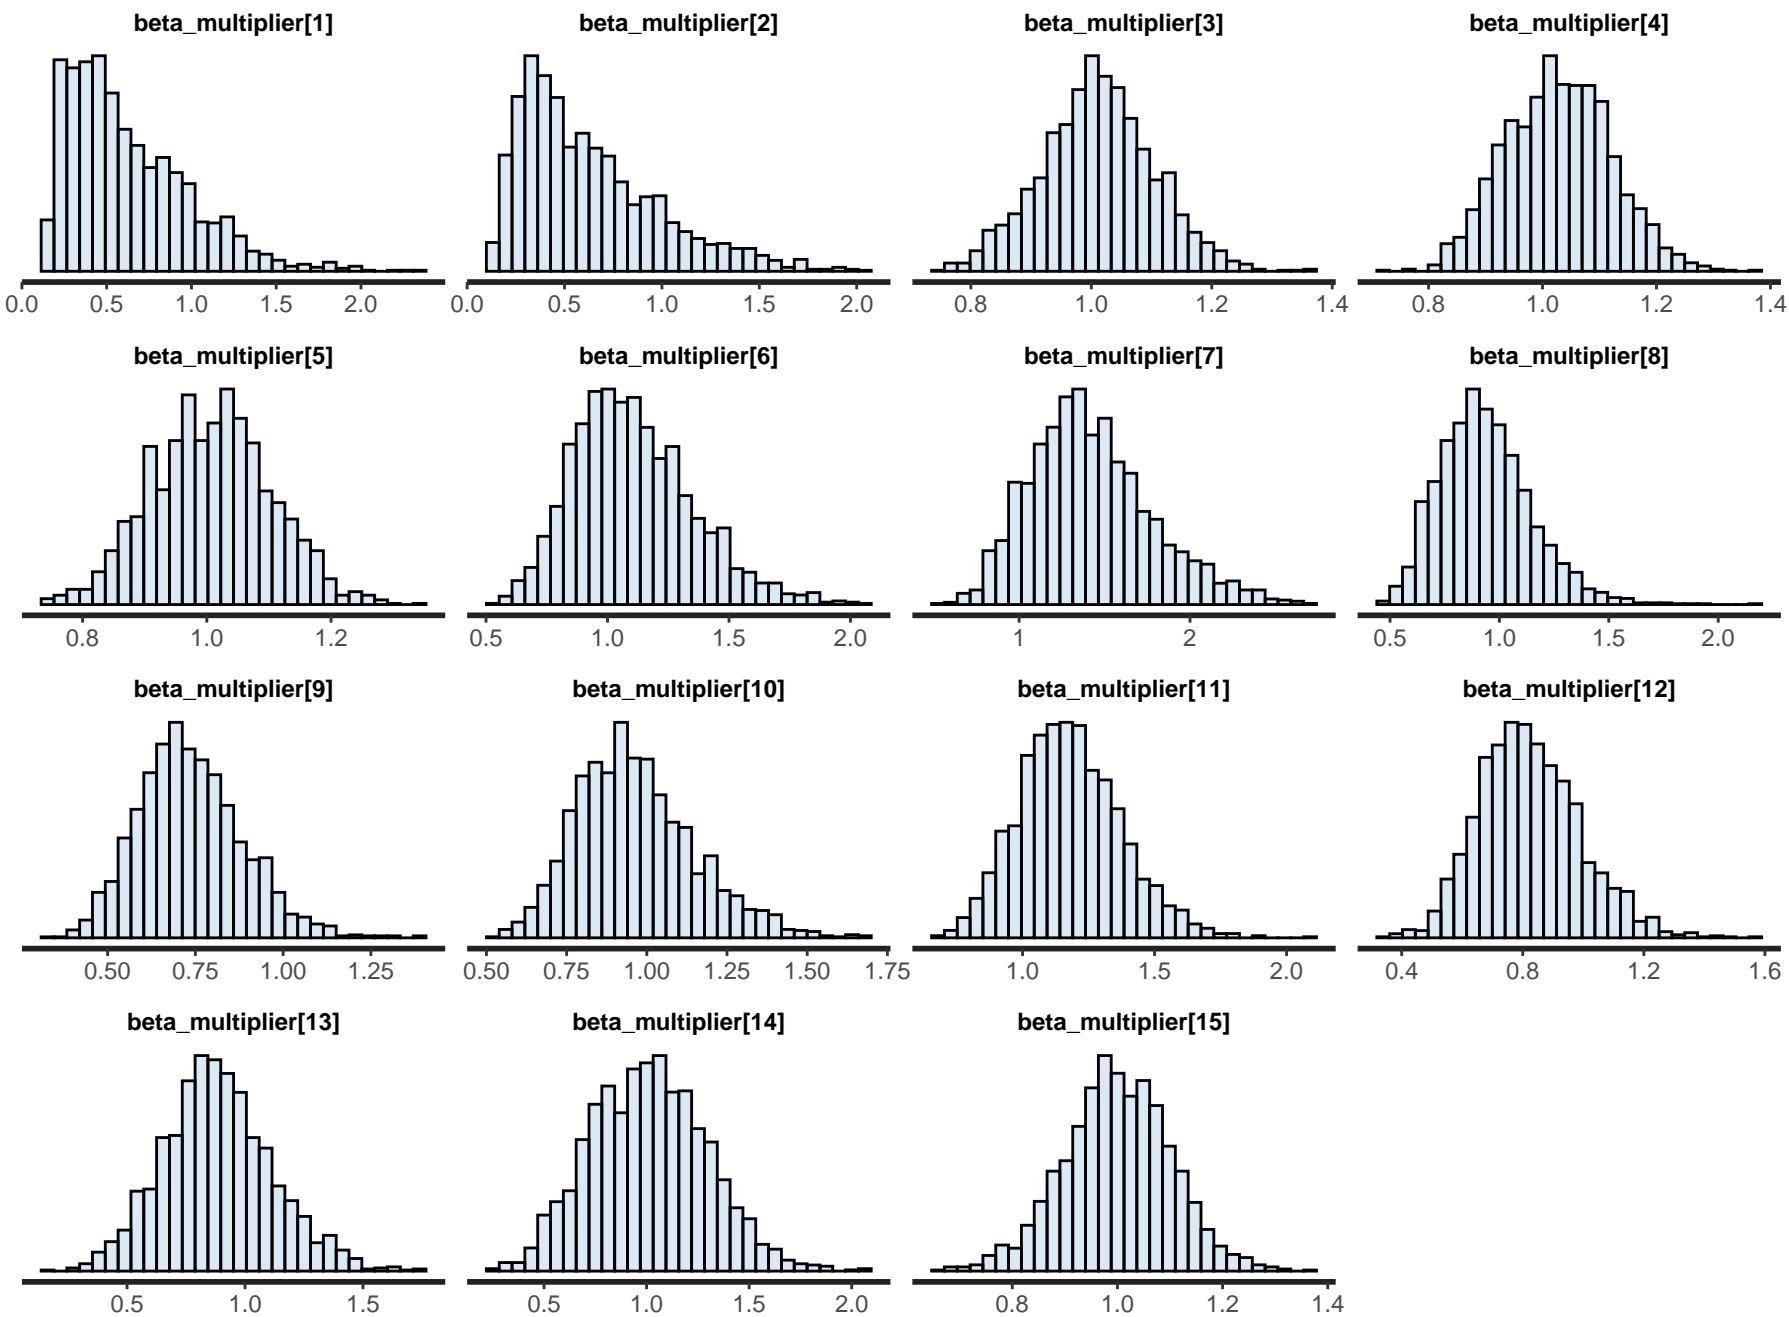 beta_multiplier[1] beta_multiplier[2] beta_multiplier[3] beta_multiplier[4]
0.0 0.5 1.0 1.5 2.0 0.0 0.5 1.0 1.5 2.0 0.8 1.0 1.2 1.4 0.8 1.0 1.2 1.4
beta_multiplier[5] beta_multiplier[6] beta_multiplier[7] beta_multiplier[8]
0.8 1.0 1.2 0.5 1.0 1.5 2.0 1 2 0.5 1.0 1.5 2.0
beta_multiplier[9] beta_multiplier[10] beta_multiplier[11] beta_multiplier[12]
0.50 0.75 1.00 1.25 0.50 0.75 1.00 1.25 1.50 1.75 1.0 1.5 2.0 0.4 0.8 1.2 1.6
beta_multiplier[13] beta_multiplier[14] beta_multiplier[15]
0.5 1.0 1.5 0.5 1.0 1.5 2.0 0.8 1.0 1.2 1.4